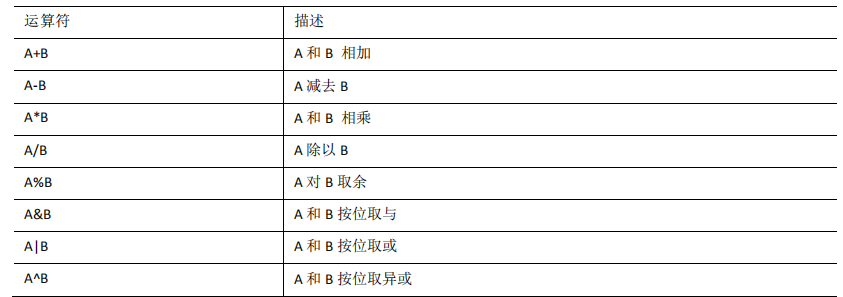 运算符 描述
A+B A 和 B 相加
A-B A 减去 B
A*B A 和 B 相乘
A/B A 除以 B
A%B A 对 B 取余
A&B A 和 B 按位取与
A|B A 和 B 按位取或
A^B A 和 B 按位取异或